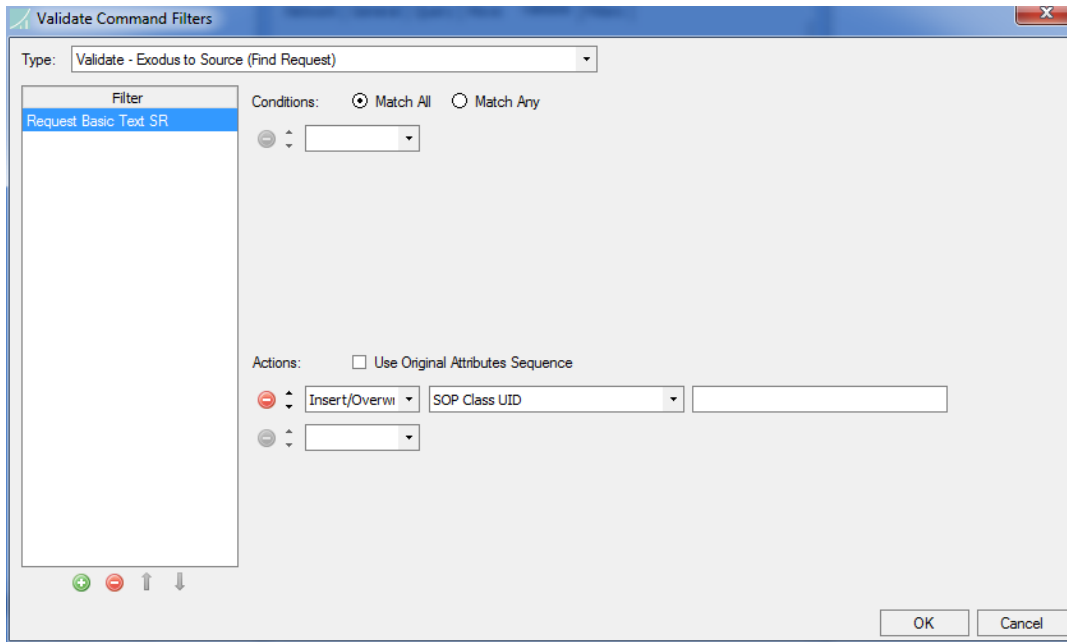 Validate Command Filters
Type: Validate - Exodus to Source (Find Request)
Filter
Request Basic Text SR
Conditions: Match All Match Any
Actions: Use Original Attributes Sequence
Insert/Overwr SOP Class UID
OK Cancel